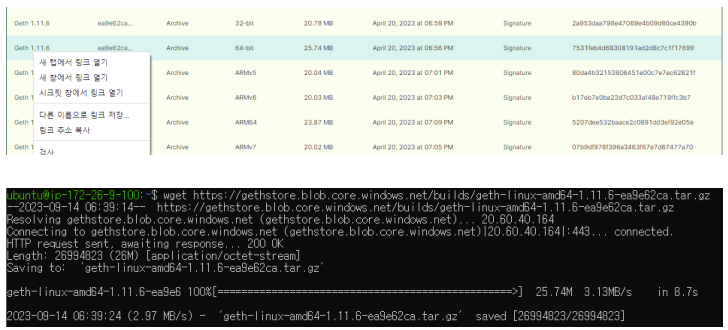 Geth 1.11.6 ea9e62ca... Archive 32-bit 20.78 MB April 20, 2023 at 06:58 PM Signature 2a953daa798e47069e4b09d80ce4390b
Geth 1.11.6 ea9e62ca... Archive 64-bit 25.74 MB April 20, 2023 at 06:56 PM Signature 7531feb4d68308191ed2d8c7c1f17699
새 탭에서 링크 열기
새 창에서 링크 열기
시크릿 창에서 링크 열기
다른 이름으로 링크 저장...
링크 주소 복사
검사
Geth 1 Archive ARMv5 20.04 MB April 20, 2023 at 07:01 PM Signature 80da4b32153606451e00c7e7ec62821f
Geth 1 Archive ARMv6 20.03 MB April 20, 2023 at 07:03 PM Signature b17eb7e0ba23d7c033af48e719ffc3b7
Geth 1 Archive ARM64 23.87 MB April 20, 2023 at 07:09 PM Signature 5207dee532baace2c0891dd3ef92e05e
Geth 1 Archive ARMv7 20.02 MB April 20, 2023 at 07:05 PM Signature 07b9df978f396a3463f67e7d67477a70
ubuntu@ip-172-26-9-100:~$ wget https://gethstore.blob.core.windows.net/builds/geth-linux-amd64-1.11.6-ea9e62ca.tar.gz
--2023-09-14 06:39:14-- https://gethstore.blob.core.windows.net/builds/geth-linux-amd64-1.11.6-ea9e62ca.tar.gz
Resolving gethstore.blob.core.windows.net (gethstore.blob.core.windows.net)... 20.60.40.164
Connecting to gethstore.blob.core.windows.net (gethstore.blob.core.windows.net)|20.60.40.164|:443... connected.
HTTP request sent, awaiting response... 200 OK
Length: 26994823 (26M) [application/octet-stream]
Saving to: ‘geth-linux-amd64-1.11.6-ea9e62ca.tar.gz’
geth-linux-amd64-1.11.6-ea9e6 100%[=================================================>] 25.74M 3.13MB/s in 8.7s
2023-09-14 06:39:24 (2.97 MB/s) - ‘geth-linux-amd64-1.11.6-ea9e62ca.tar.gz’ saved [26994823/26994823]